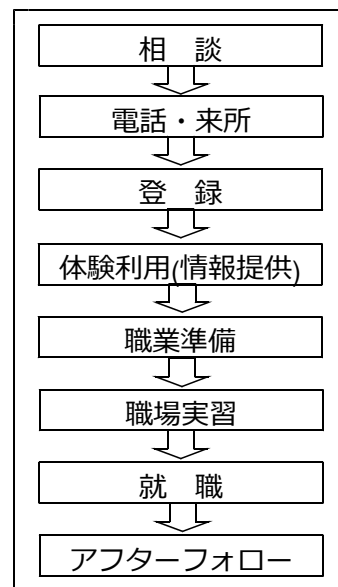 相　談
電話・来所
登　録
体験利用(情報提供)
職業準備
職場実習
就　職
アフターフォロー